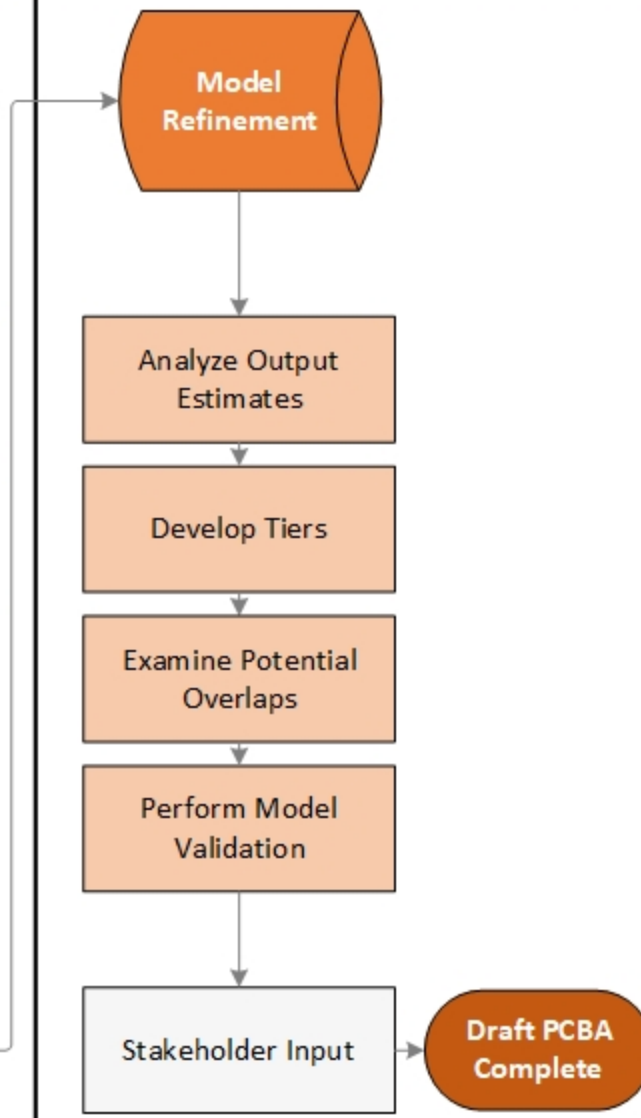 Model
Refinement
Analyze Output
Estimates
Develop Tiers
Examine Potential
Overlaps
Perform Model
Validation
Stakeholder Input
Draft PCBA
Complete